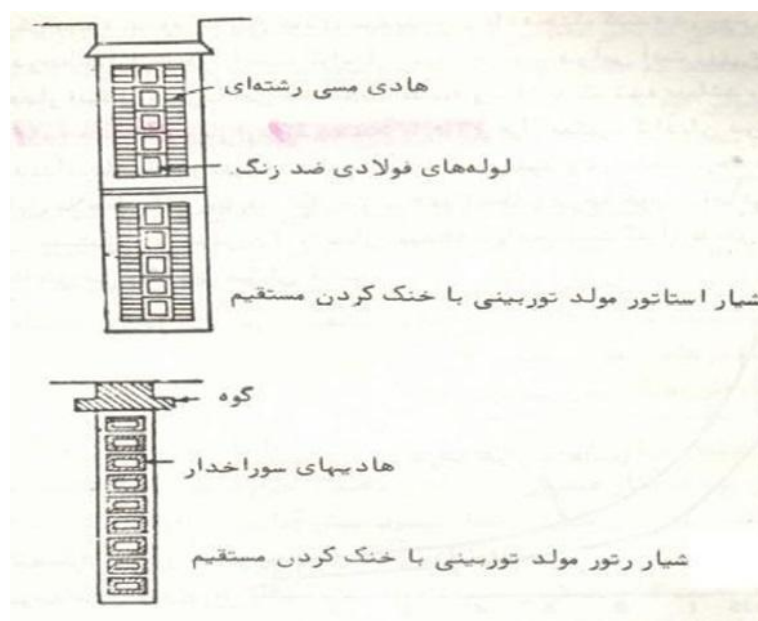 هادی مسی رشته‌ای
لوله‌های فولادی ضد زنگ
شیار استاتور مولد توربینی با خنک کردن مستقیم
گوه
هادیهای سوراخدار
شیار رتور مولد توربینی با خنک کردن مستقیم